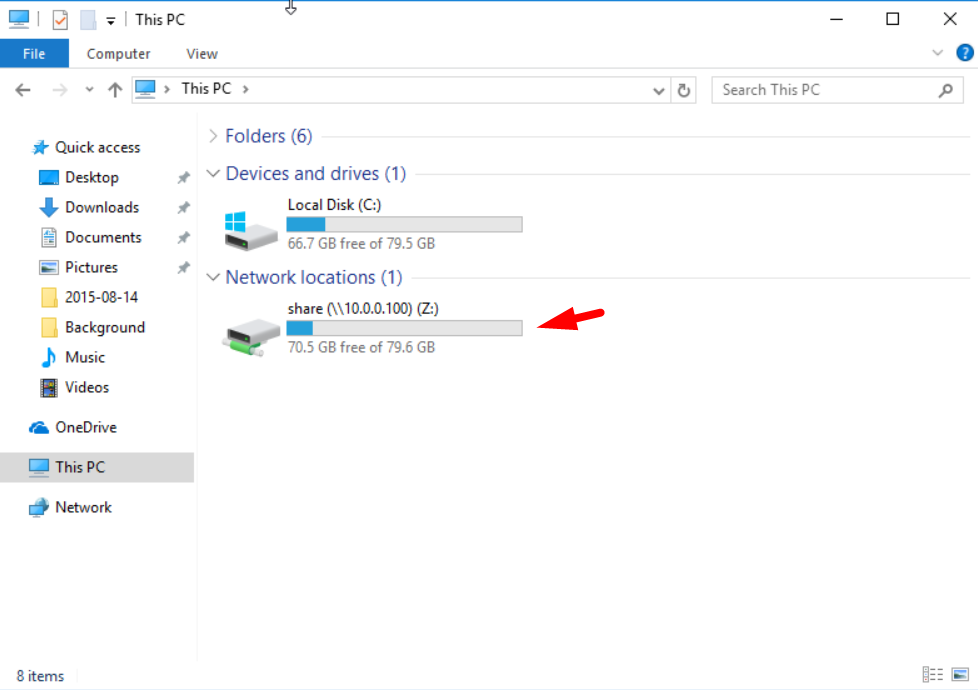 This PC
File
Computer
View
This PC
Search This PC
Quick access
Desktop
Downloads
Documents
Pictures
2015-08-14
Background
Music
Videos
OneDrive
This PC
Network
Folders (6)
Devices and drives (1)
Local Disk (C:)
66.7 GB free of 79.5 GB
Network locations (1)
share (\\10.0.0.100) (Z:)
70.5 GB free of 79.6 GB
8 items